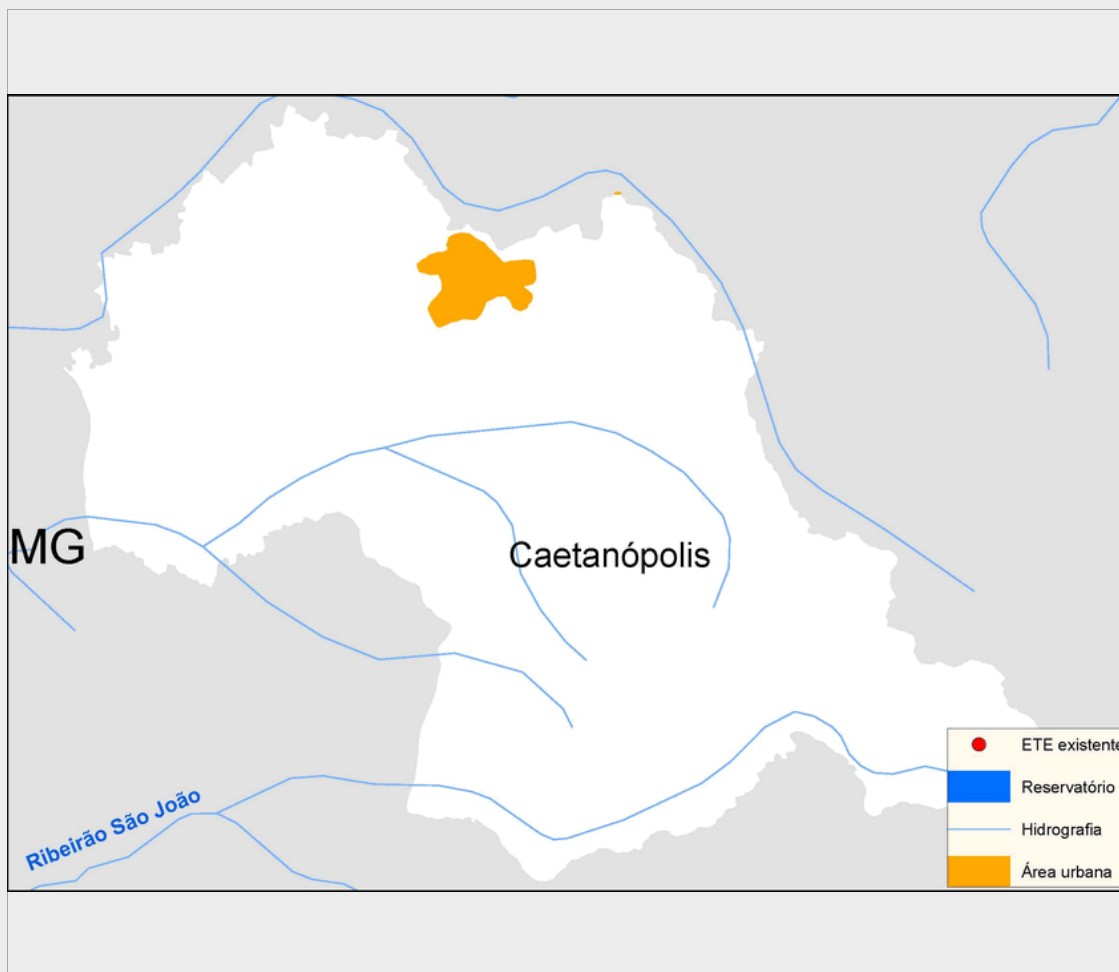 MG
Caetanópolis
Ribeirão São João
ETE existente
Reservatório
Hidrografia
Área urbana